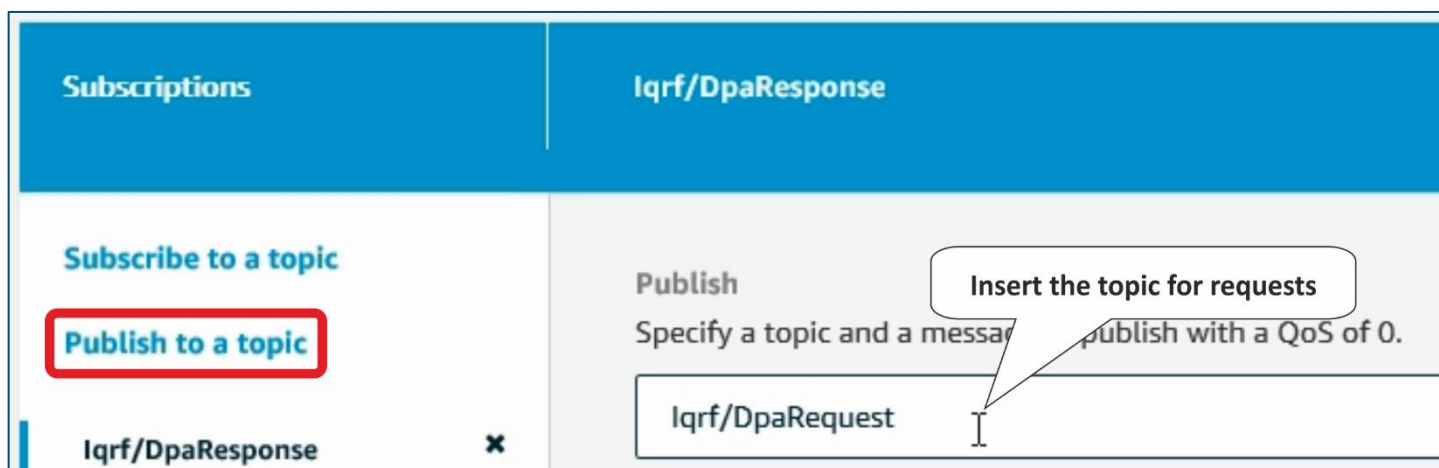 Subscriptions
Iqrf/DpaResponse
Subscribe to a topic
Publish to a topic
Iqrf/DpaResponse ✖
Publish
Specify a topic and a messa publish with a QoS of 0.
Insert the topic for requests
Iqrf/DpaRequest